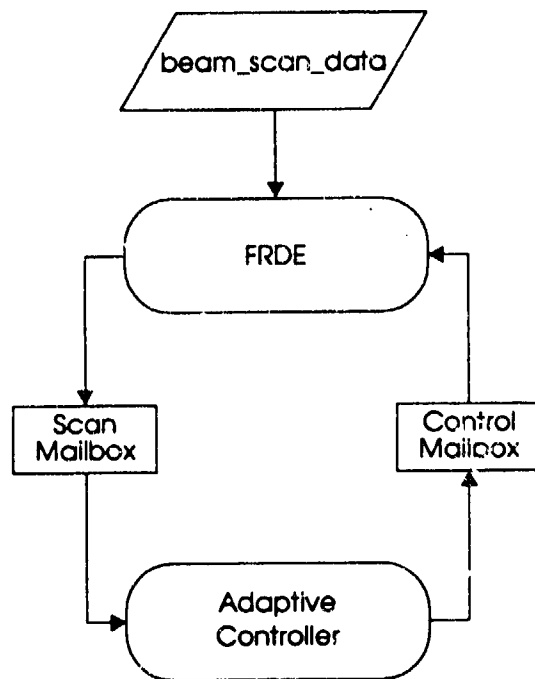 beam_scan_data
FRDE
Scan
Mailbox
Control
Mailbox
Adaptive
Controller